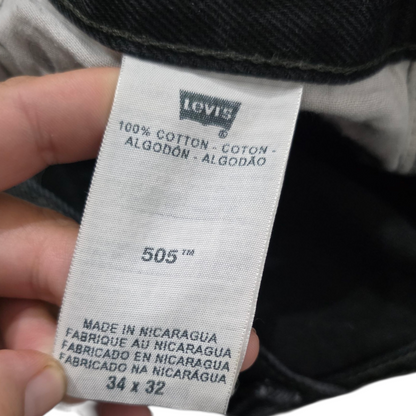 Levi's
®
100% COTTON - COTON -
ALGODÓN - ALGODÃO
505™
MADE IN NICARAGUA
FABRIQUE AU NICARAGUA
FABRICADO EN NICARAGUA
FABRICADO NA NICARAGUA
34 x 32